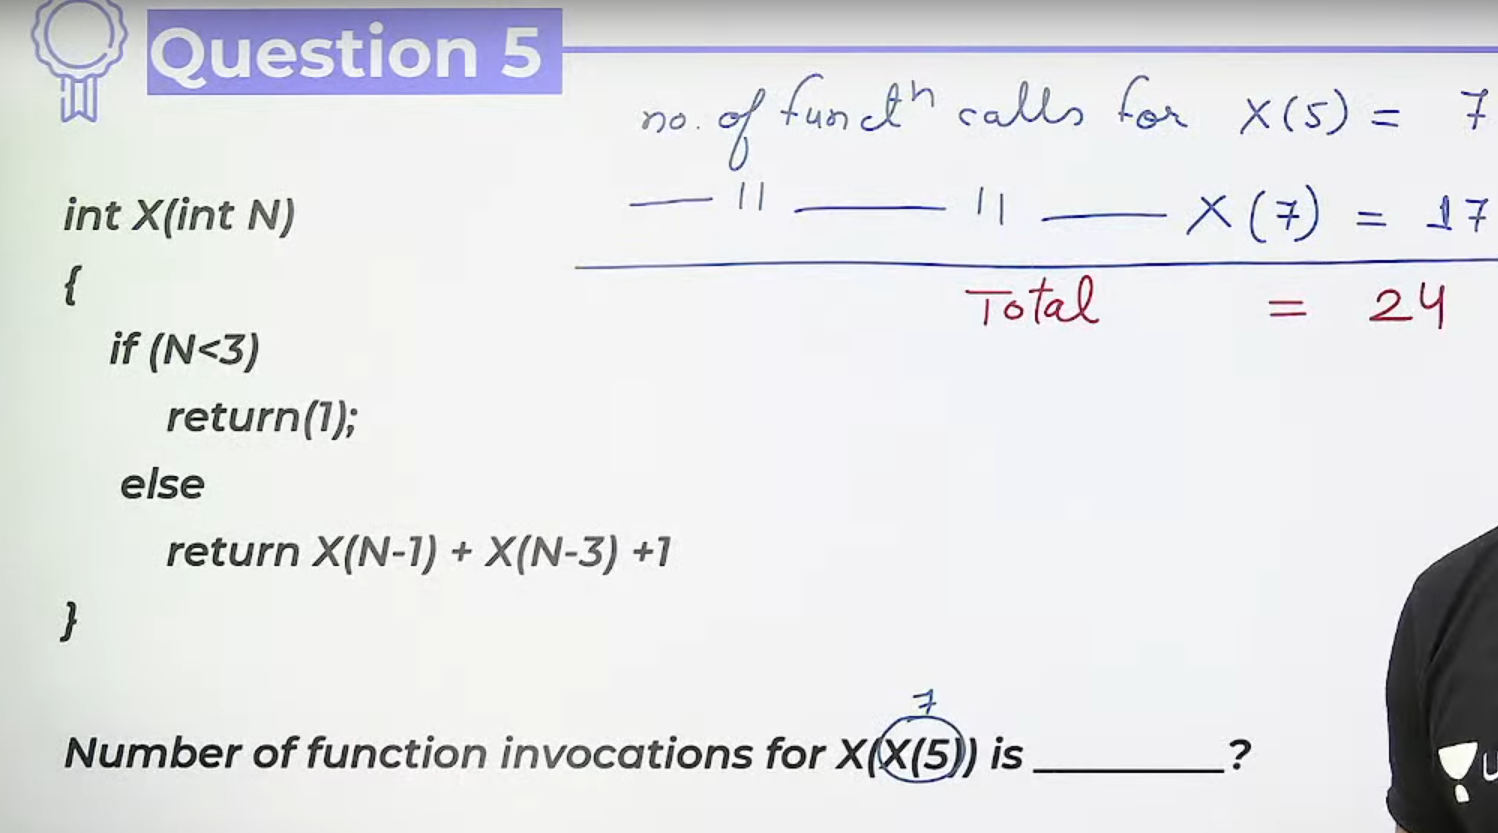 Question 5
no. of functn calls for X(5) = 7
— 11 — 11 — X(7) = 17
Total = 24
int X(int N)
{
if (N<3)
return(1);
else
return X(N-1) + X(N-3) +1
}
7
Number of function invocations for X(X(5)) is ________?